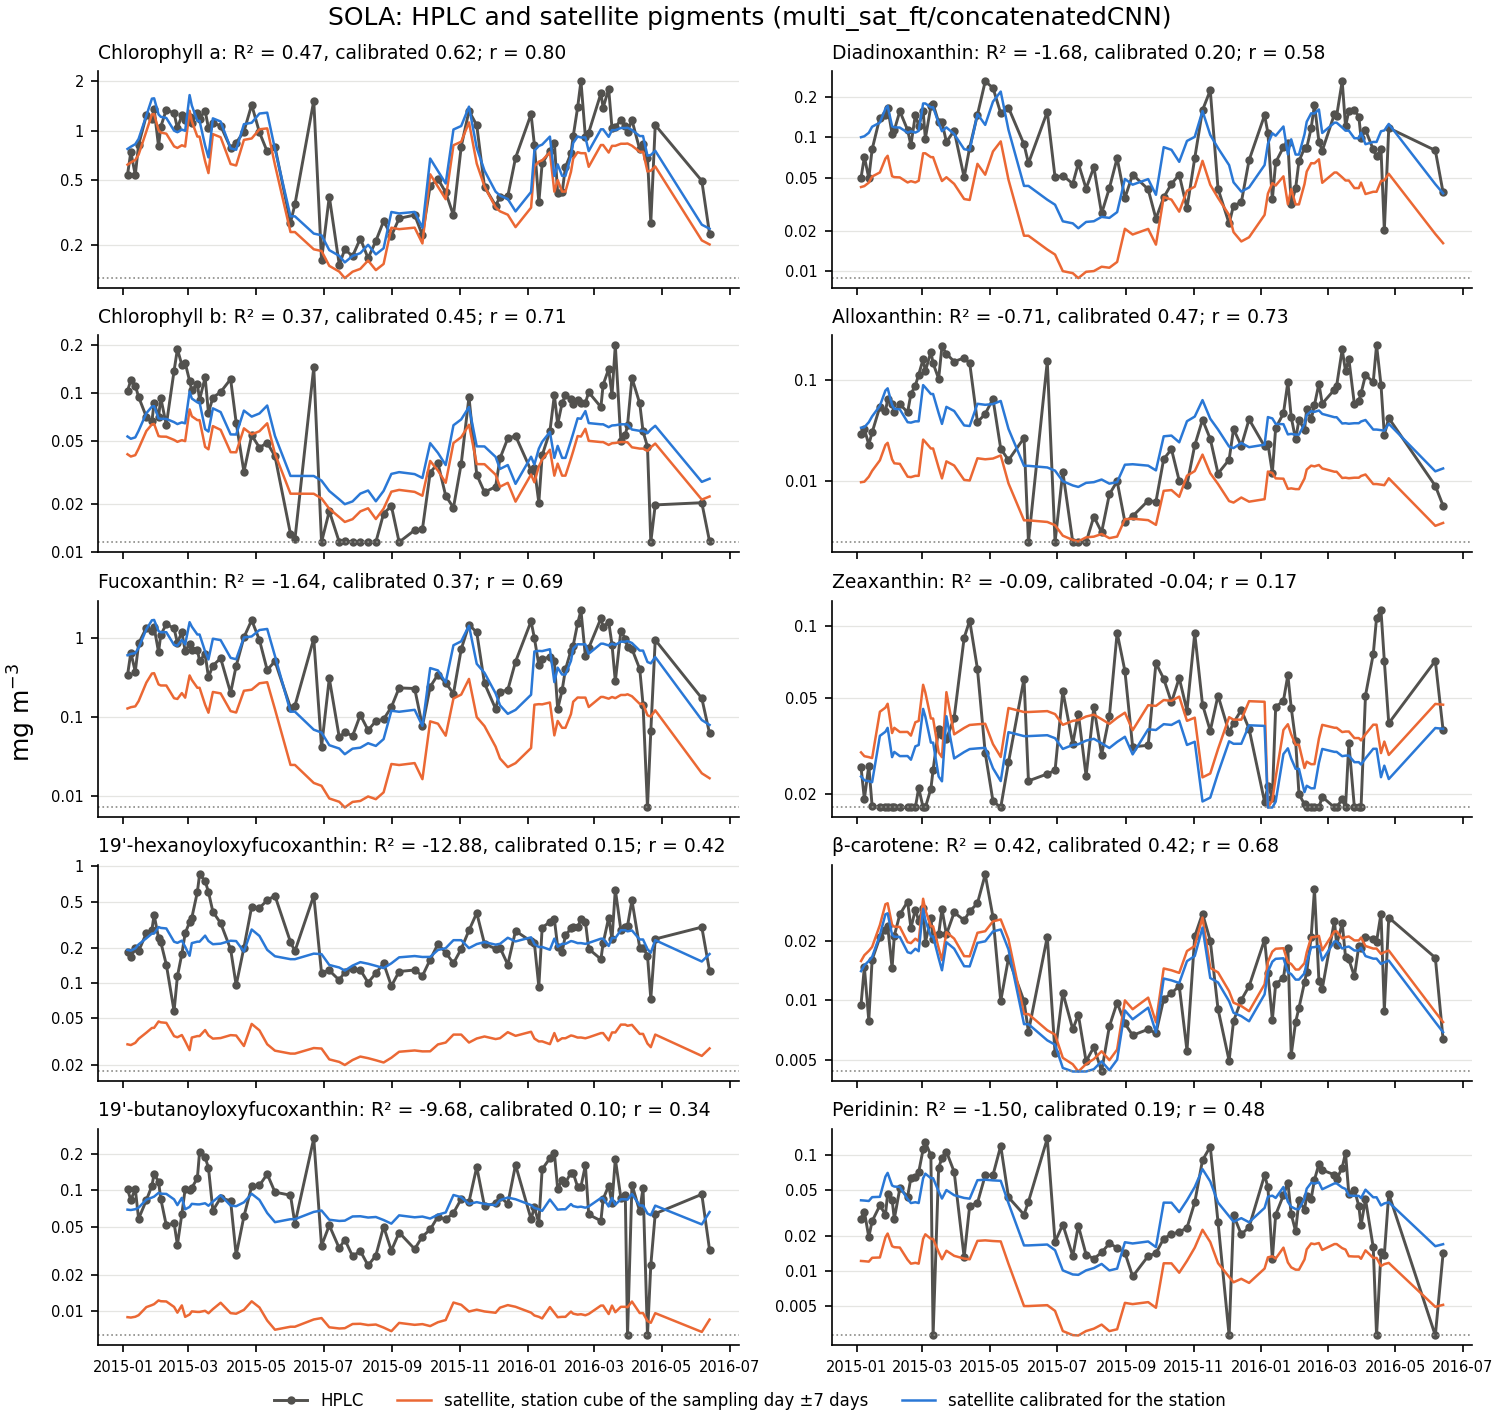 SOLA: HPLC and satellite pigments (multi_sat_ft/concatenatedCNN)
Chlorophyll a: R² = 0.47, calibrated 0.62; r = 0.80
2
1
0.5
0.2
Diadinoxanthin: R² = -1.68, calibrated 0.20; r = 0.58
0.2
0.1
0.05
0.02
0.01
Chlorophyll b: R² = 0.37, calibrated 0.45; r = 0.71
0.2
0.1
0.05
0.02
0.01
Alloxanthin: R² = -0.71, calibrated 0.47; r = 0.73
0.1
0.01
Fucoxanthin: R² = -1.64, calibrated 0.37; r = 0.69
1
0.1
0.01
Zeaxanthin: R² = -0.09, calibrated -0.04; r = 0.17
0.1
0.05
0.02
mg m⁻³
19'-hexanoyloxyfucoxanthin: R² = -12.88, calibrated 0.15; r = 0.42
1
0.5
0.2
0.1
0.05
0.02
β-carotene: R² = 0.42, calibrated 0.42; r = 0.68
0.02
0.01
0.005
19'-butanoyloxyfucoxanthin: R² = -9.68, calibrated 0.10; r = 0.34
0.2
0.1
0.05
0.02
0.01
2015-01 2015-03 2015-05 2015-07 2015-09 2015-11 2016-01 2016-03 2016-05 2016-07
Peridinin: R² = -1.50, calibrated 0.19; r = 0.48
0.1
0.05
0.02
0.01
0.005
2015-01 2015-03 2015-05 2015-07 2015-09 2015-11 2016-01 2016-03 2016-05 2016-07
HPLC satellite, station cube of the sampling day ±7 days satellite calibrated for the station